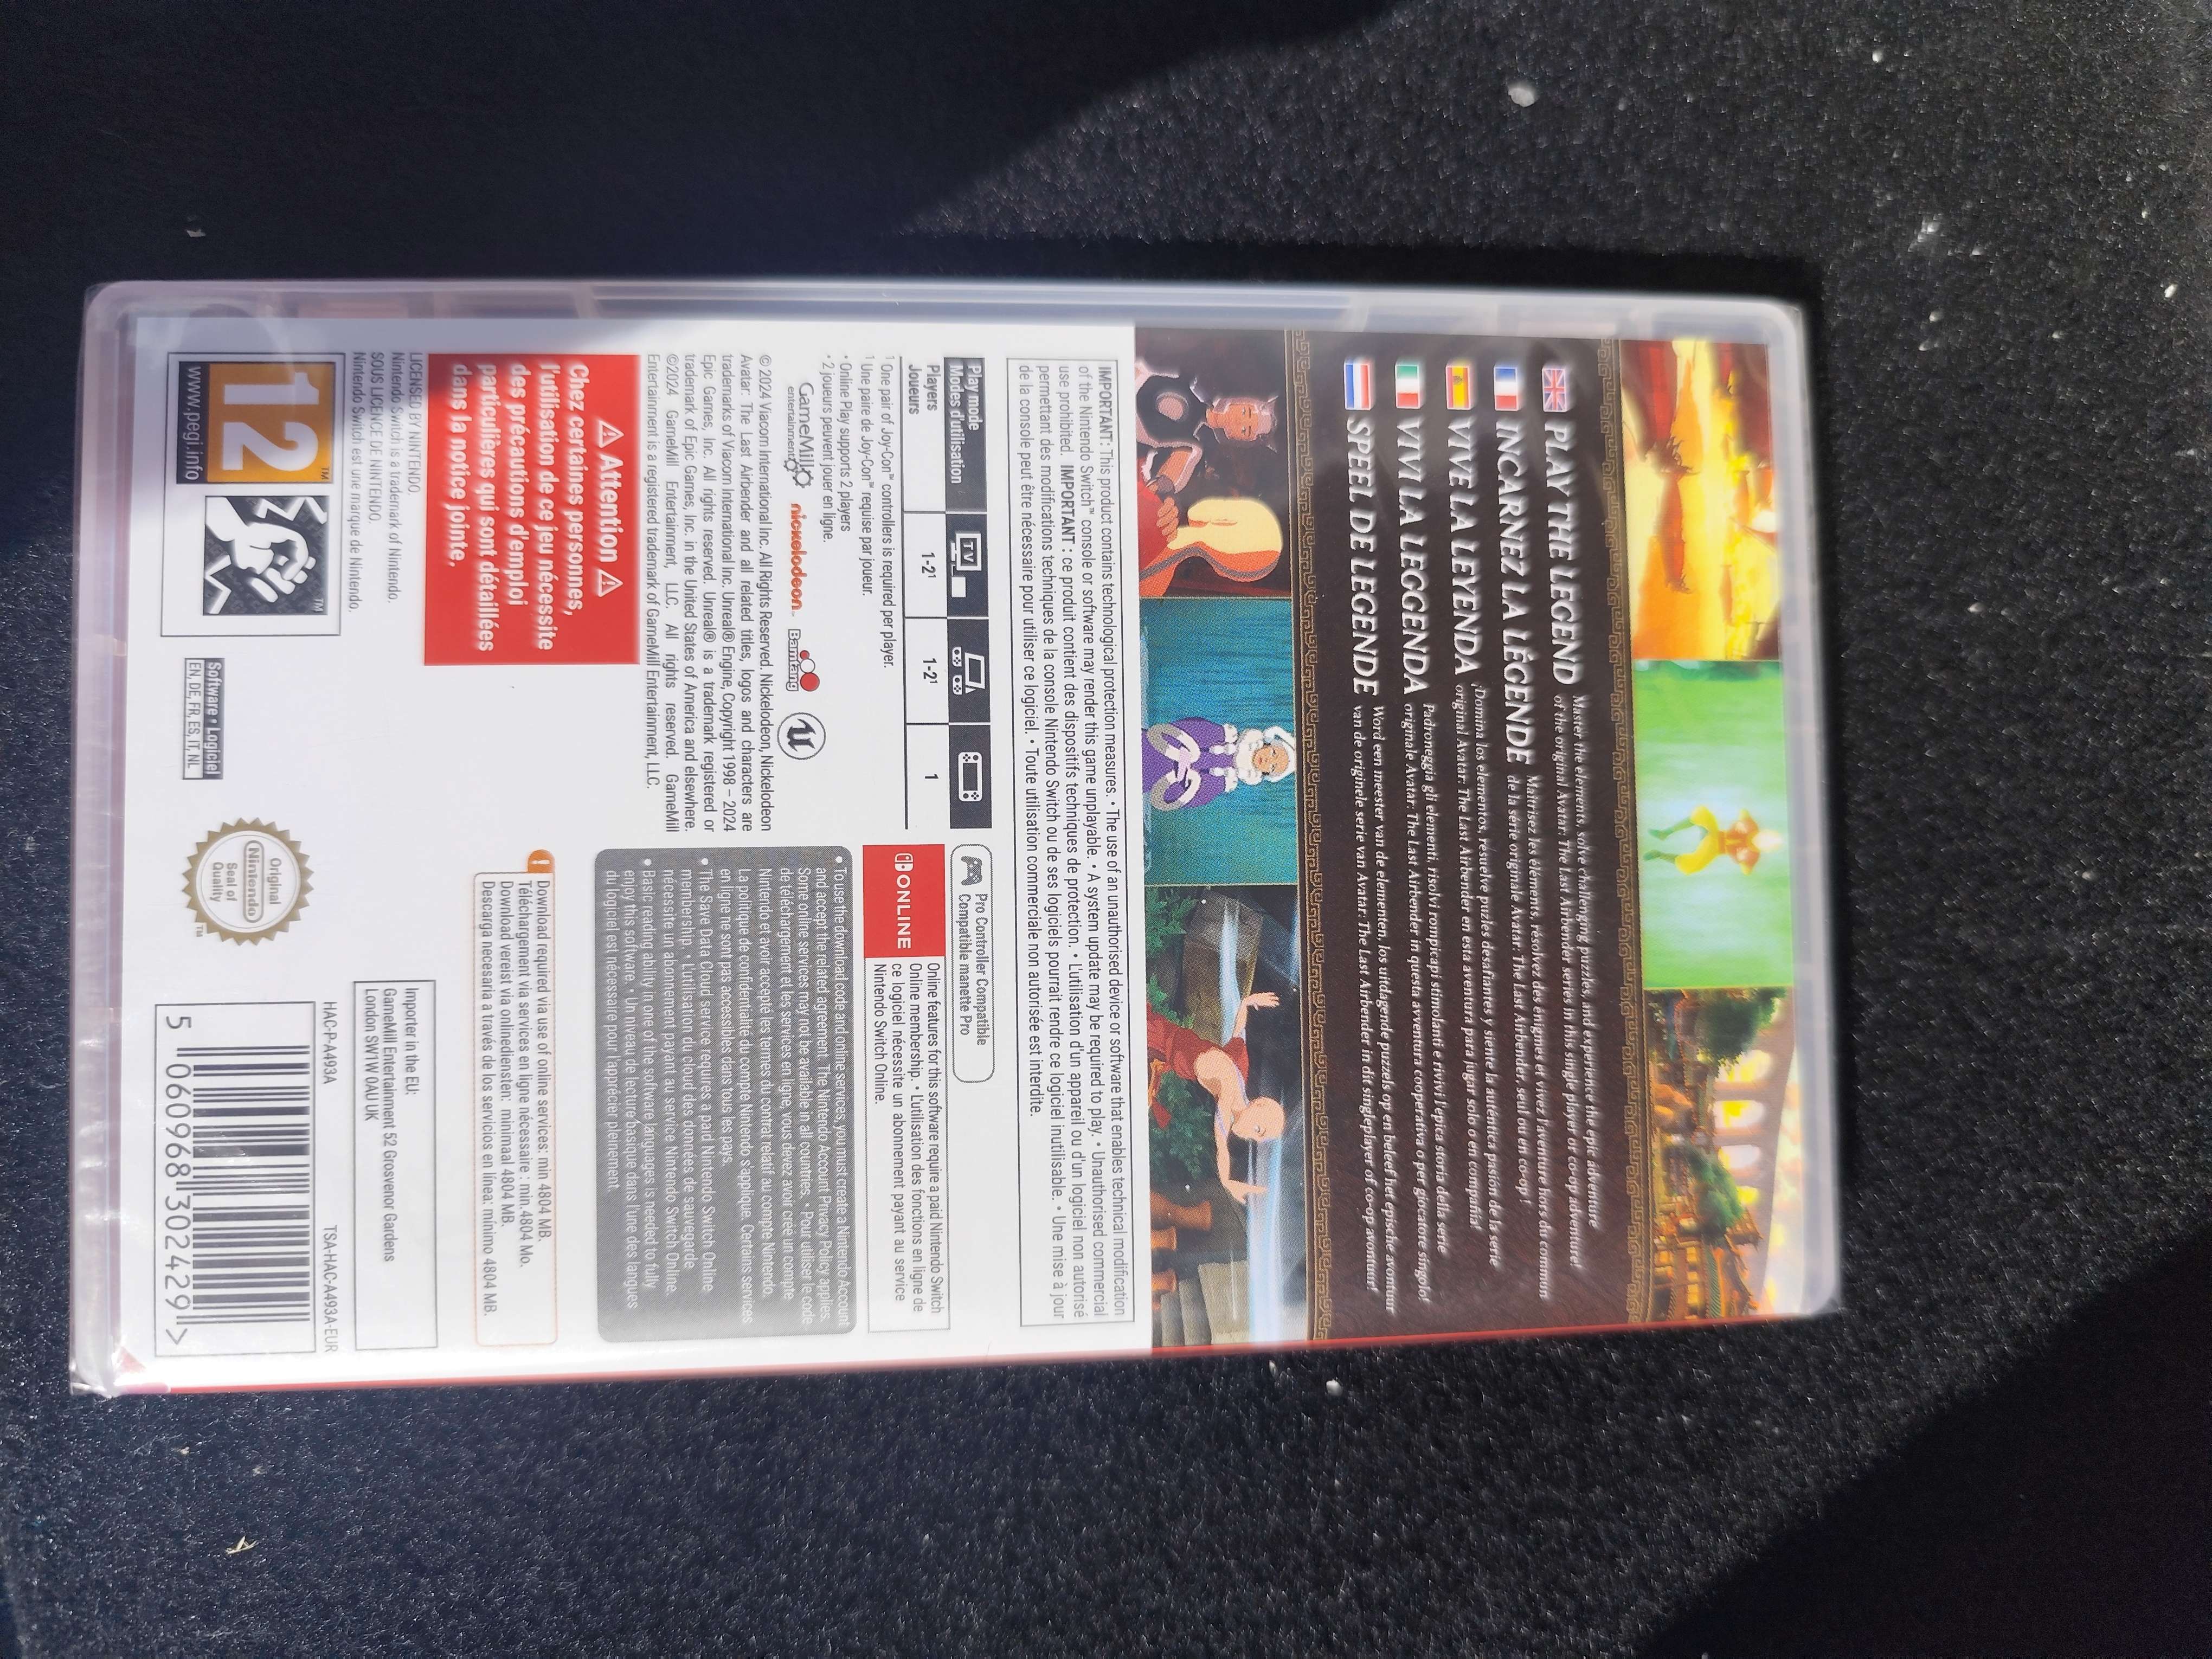 PLAY THE LEGEND
Master the elements, solve challenging puzzles, and experience the epic adventure
of the original Avatar: The Last Airbender series in this single player or co-op adventure!
INCARNEZ LA LÉGENDE
Maîtrisez les éléments, résolvez des énigmes et vivez l'aventure hors du commun
de la série originale Avatar: The Last Airbender, seul ou en co-op!
VIVE LA LEYENDA
¡Domina los elementos, resuelve puzles desafiantes y siente la auténtica pasión de la serie
original Avatar: The Last Airbender en esta aventura para jugar solo o en compañía!
VIVI LA LEGGENDA
Padroneggia gli elementi, risolvi rompicapi stimolanti e rivivi l'epica storia della serie
originale Avatar: The Last Airbender in questa avventura cooperativa o per giocatore singolo!
SPEEL DE LEGENDE
Word een meester van de elementen, los uitdagende puzzels op en beleef het epische avontuur
van de originele serie van Avatar: The Last Airbender in dit singleplayer of co-op avontuur!
IMPORTANT: This product contains technological protection measures. • The use of an unauthorised device or software that enables technical modification
of the Nintendo Switch™ console or software may render this game unplayable. • A system update may be required to play. • Unauthorised commercial
use prohibited. IMPORTANT : ce produit contient des dispositifs techniques de protection. • L'utilisation d'un appareil ou d'un logiciel non autorisé
permettant des modifications techniques de la console Nintendo Switch ou de ses logiciels pourrait rendre ce logiciel inutilisable. • Une mise à jour
de la console peut être nécessaire pour utiliser ce logiciel. • Toute utilisation commerciale non autorisée est interdite.
Play mode
Modes d'utilisation
TV
Players
Joueurs
1-2¹
1-2¹
1
¹ One pair of Joy-Con™ controllers is required per player.
¹ Une paire de Joy-Con™ requise par joueur.
• Online Play supports 2 players
• 2 joueurs peuvent jouer en ligne.
Pro Controller Compatible
Compatible manette Pro
ONLINE
Online features for this software require a paid Nintendo Switch
Online membership. • L'utilisation des fonctions en ligne de
ce logiciel nécessite un abonnement payant au service
Nintendo Switch Online.
GameMill
entertainment
nickelodeon™
Bamtang
© 2024 Viacom International Inc. All Rights Reserved. Nickelodeon, Nickelodeon
Avatar: The Last Airbender and all related titles, logos and characters are
trademarks of Viacom International Inc. Unreal® Engine, Copyright 1998 – 2024
Epic Games, Inc. All rights reserved. Unreal® is a trademark registered or
trademark of Epic Games, Inc. in the United States of America and elsewhere.
©2024 GameMill Entertainment, LLC. All rights reserved. GameMill
Entertainment is a registered trademark of GameMill Entertainment, LLC.
• To use the download code and online services, you must create a Nintendo Account
and accept the related agreement. The Nintendo Account Privacy Policy applies.
Some online services may not be available in all countries. • Pour utiliser le code
de téléchargement et les services en ligne, vous devez avoir créé un compte
Nintendo et avoir accepté les termes du contrat relatif au compte Nintendo.
La politique de confidentialité du compte Nintendo s'applique. Certains services
en ligne sont pas accessibles dans tous les pays.
• The Save Data Cloud service requires a paid Nintendo Switch Online
membership. • L'utilisation du cloud des données de sauvegarde
nécessite un abonnement payant au service Nintendo Switch Online.
• Basic reading ability in one of the software languages is needed to fully
enjoy this software. • Un niveau de lecture basique dans l'une des langues
du logiciel est nécessaire pour l'apprécier pleinement.
⚠ Attention ⚠
Chez certaines personnes,
l'utilisation de ce jeu nécessite
des précautions d'emploi
particulières qui sont détaillées
dans la notice jointe.
! Download required via use of online services: min 4804 MB.
Téléchargement via services en ligne nécessaire : min. 4804 Mo.
Download vereist via onlinediensten: minimaal 4804 MB.
Descarga necesaria a través de los servicios en línea: mínimo 4804 MB.
LICENSED BY NINTENDO.
Nintendo Switch is a trademark of Nintendo.
SOUS LICENCE DE NINTENDO.
Nintendo Switch est une marque de Nintendo.
Importer in the EU:
GameMill Entertainment 52 Grosvenor Gardens
London SW1W 0AU UK
12™
www.pegi.info
™
Software • Logiciel
EN, DE, FR, ES, IT, NL
Original
Nintendo
Seal of
Quality
™
HAC-P-A493A
TSA-HAC-A493A-EUR
5 060968 302429 >